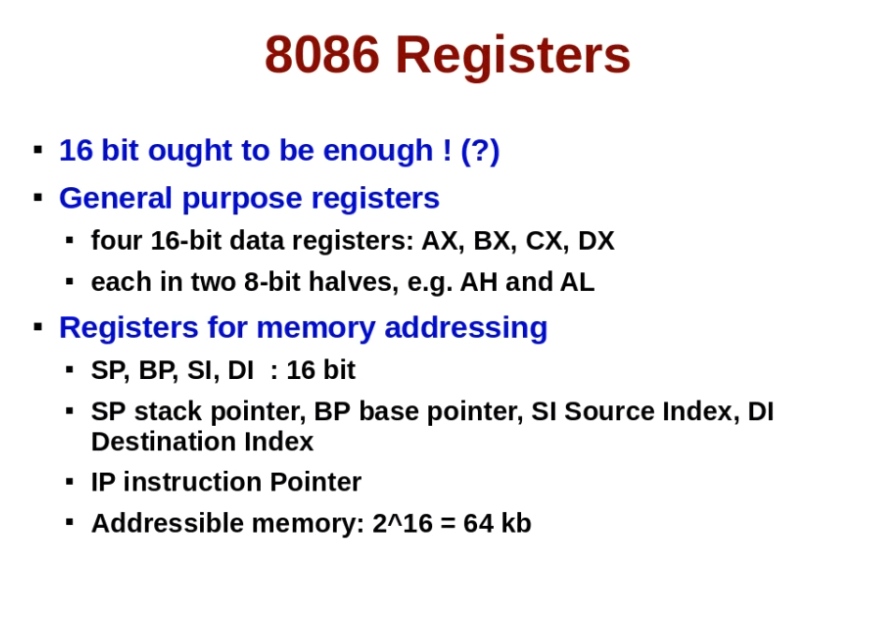 8086 Registers
▪ 16 bit ought to be enough ! (?)
▪ General purpose registers
▪ four 16-bit data registers: AX, BX, CX, DX
▪ each in two 8-bit halves, e.g. AH and AL
▪ Registers for memory addressing
▪ SP, BP, SI, DI  : 16 bit
▪ SP stack pointer, BP base pointer, SI Source Index, DI
Destination Index
▪ IP instruction Pointer
▪ Addressible memory: 2^16 = 64 kb